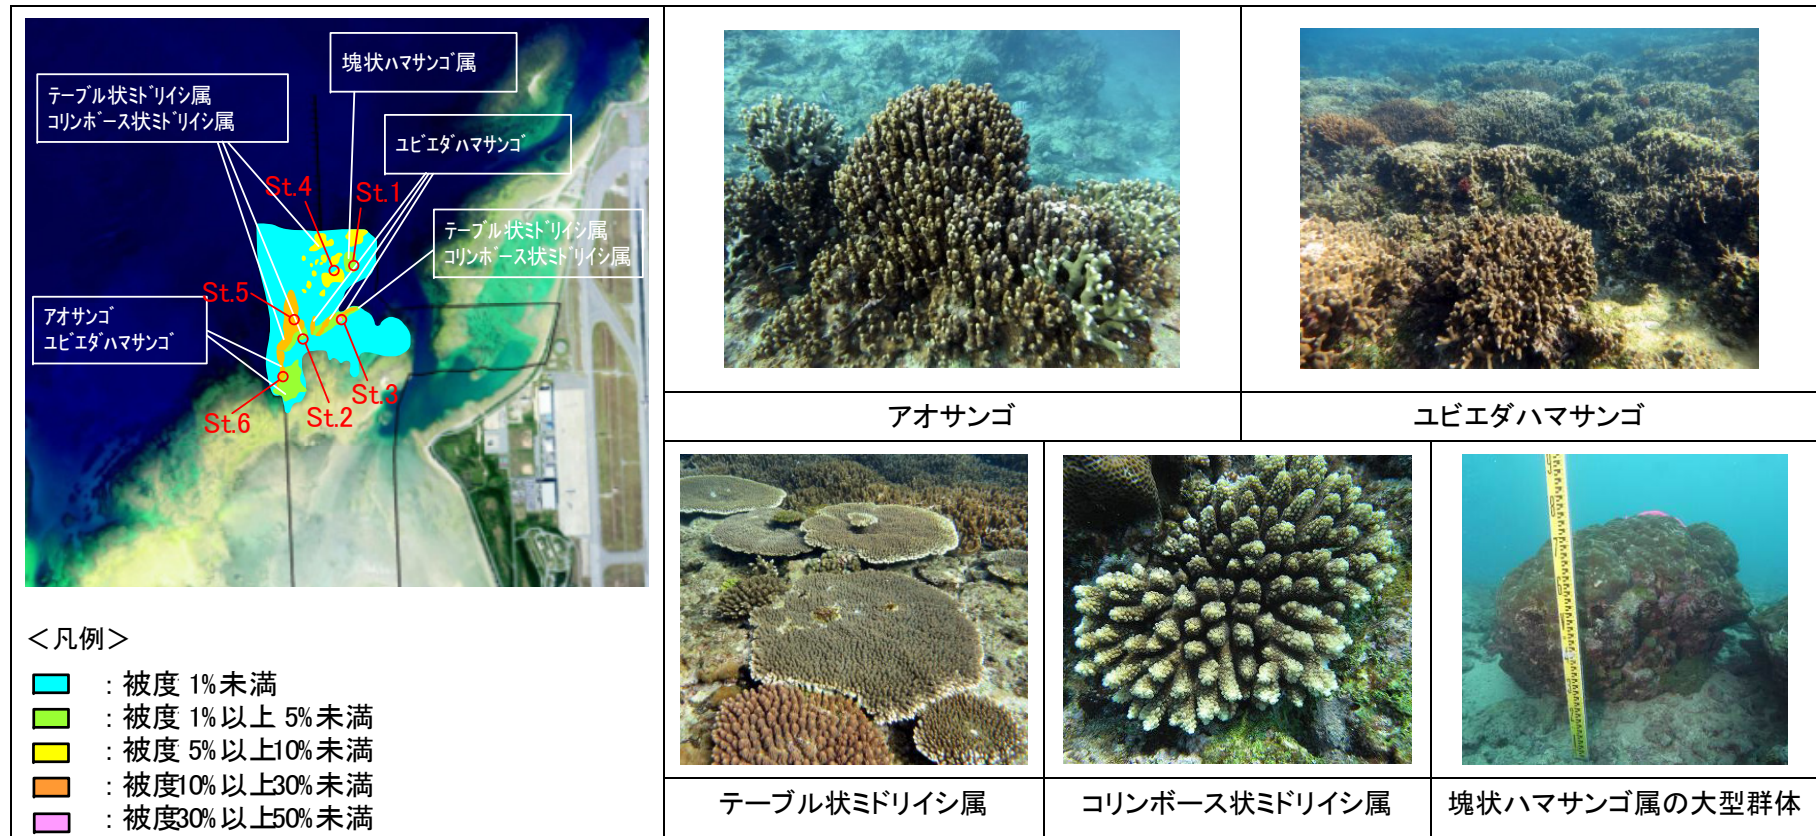 塊状ハマサンゴ属
テーブル状ミドリイシ属
コリンボース状ミドリイシ属
ユビエダハマサンゴ
St.4
St.1
テーブル状ミドリイシ属
コリンボース状ミドリイシ属
St.5
アオサンゴ
ユビエダハマサンゴ
St.3
St.2
St.6
＜凡例＞
：被度 1%未満
：被度 1%以上 5%未満
：被度 5%以上10%未満
：被度10%以上30%未満
：被度30%以上50%未満
アオサンゴ
ユビエダハマサンゴ
テーブル状ミドリイシ属
コリンボース状ミドリイシ属
塊状ハマサンゴ属の大型群体